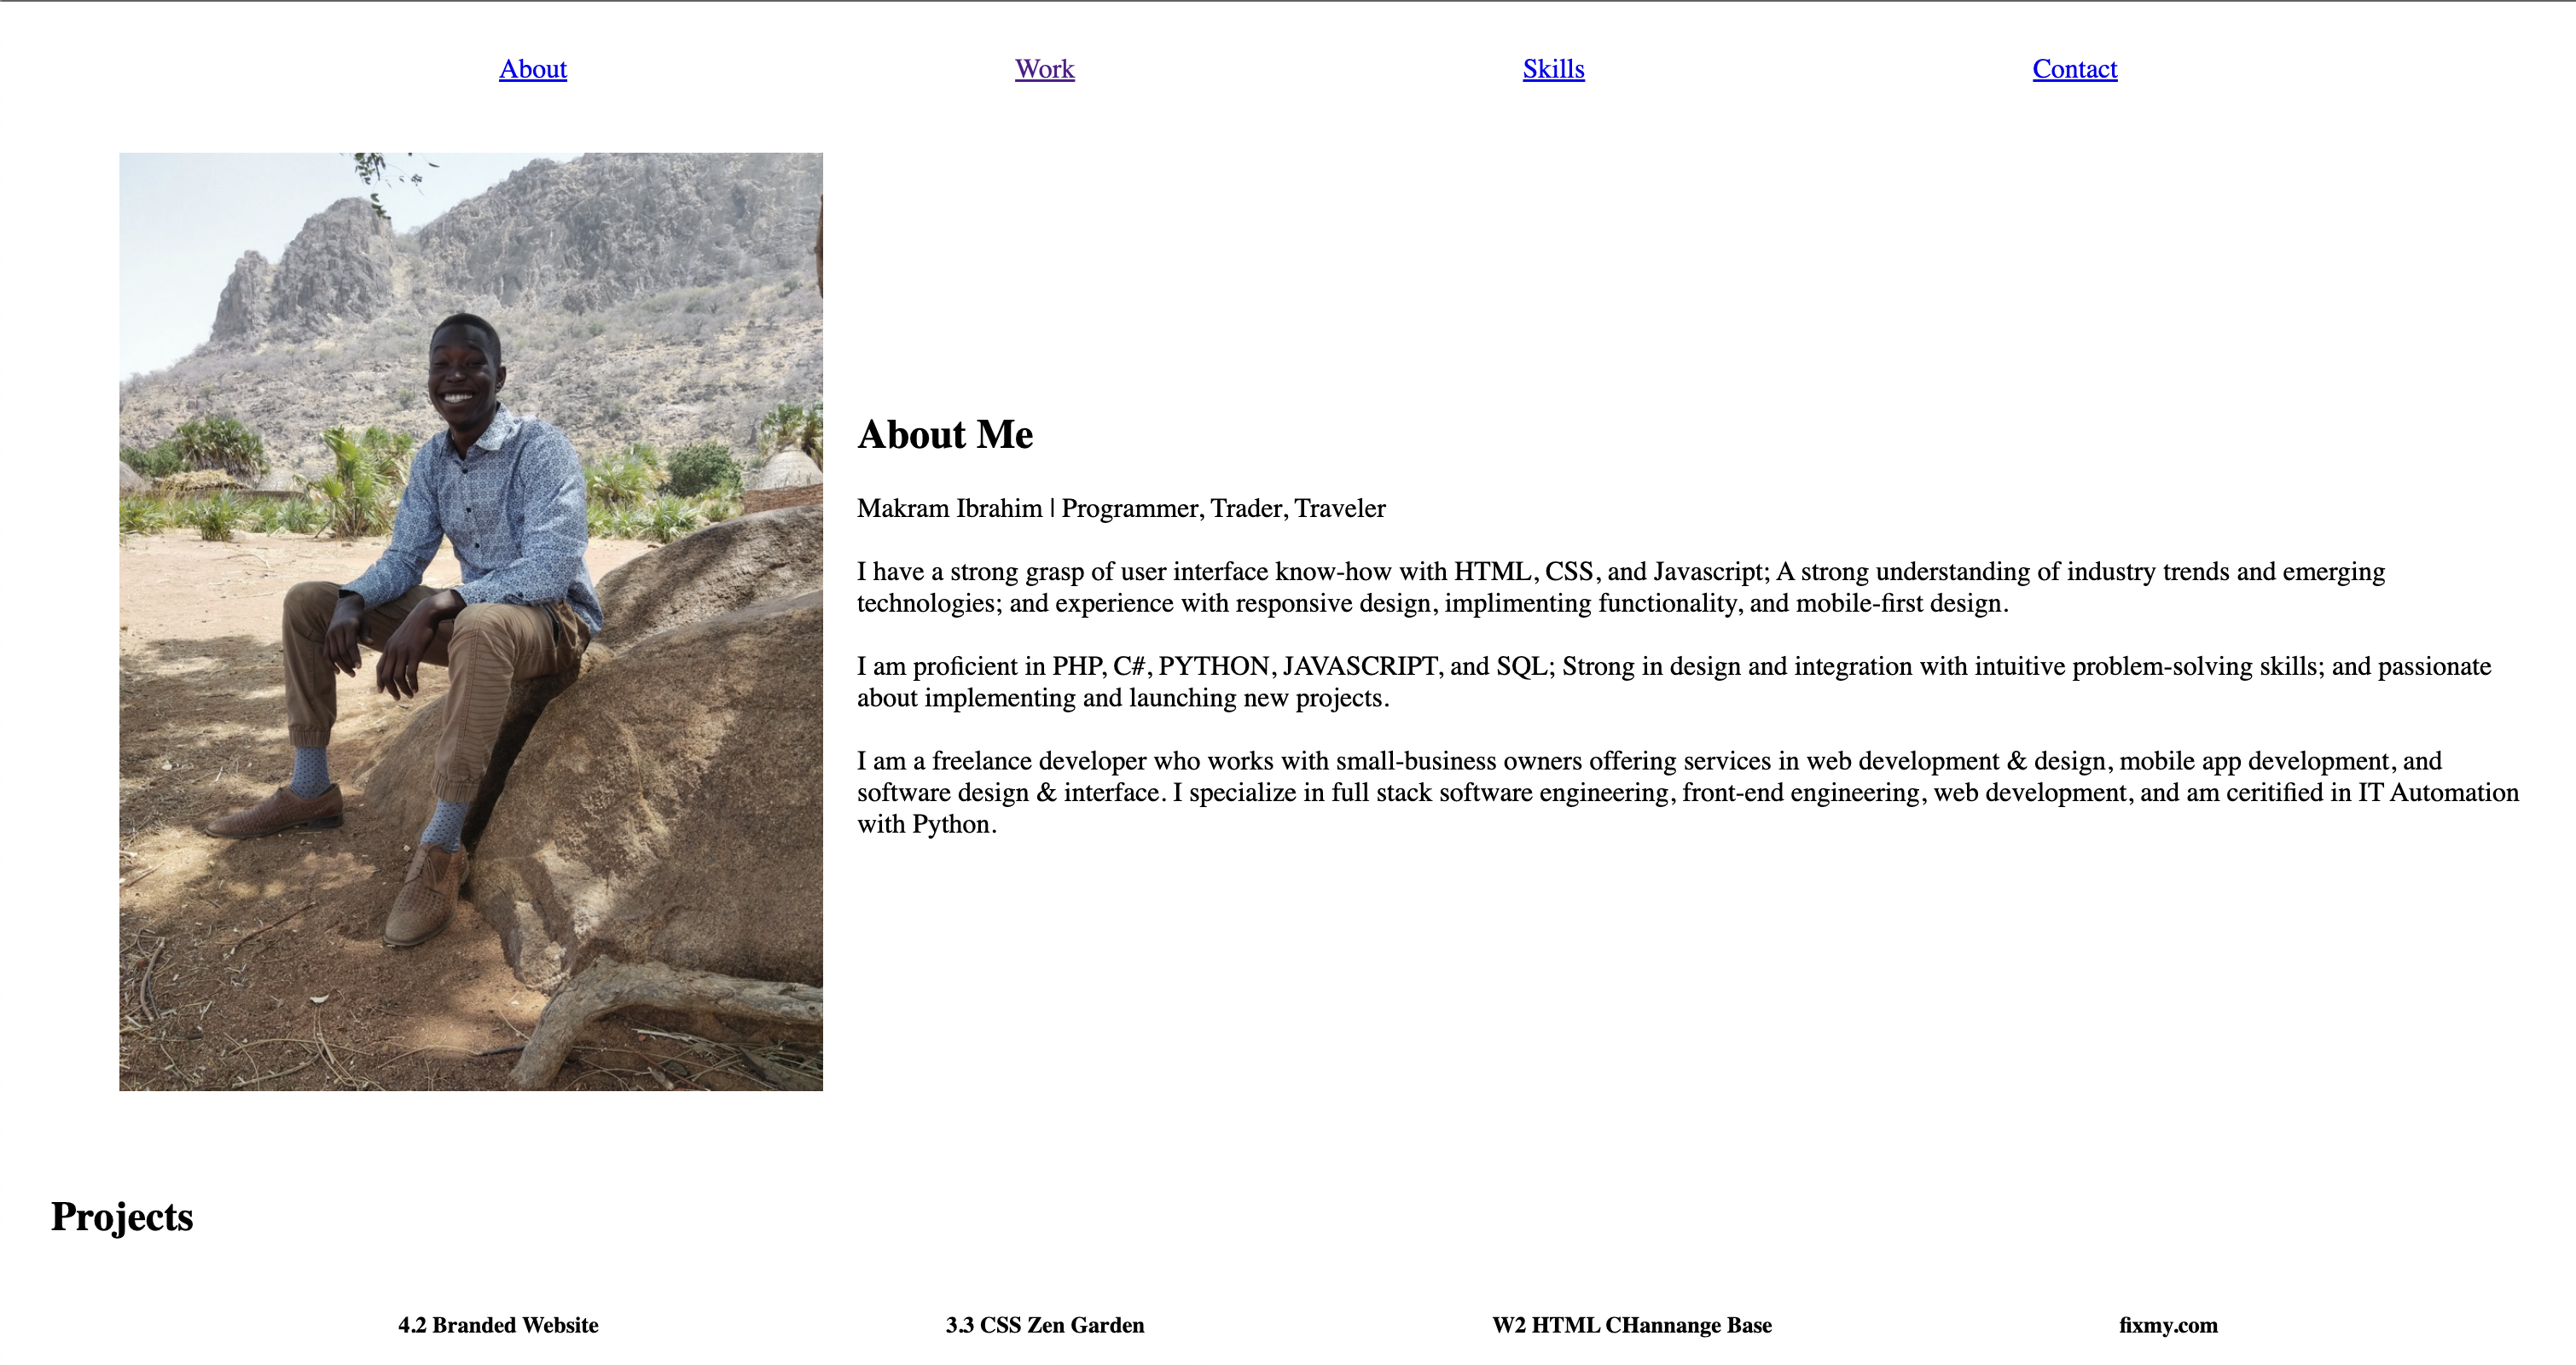 About Work Skills Contact
About Me
Makram Ibrahim | Programmer, Trader, Traveler
I have a strong grasp of user interface know-how with HTML, CSS, and Javascript; A strong understanding of industry trends and emerging
technologies; and experience with responsive design, implimenting functionality, and mobile-first design.
I am proficient in PHP, C#, PYTHON, JAVASCRIPT, and SQL; Strong in design and integration with intuitive problem-solving skills; and passionate
about implementing and launching new projects.
I am a freelance developer who works with small-business owners offering services in web development & design, mobile app development, and
software design & interface. I specialize in full stack software engineering, front-end engineering, web development, and am ceritified in IT Automation
with Python.
Projects
4.2 Branded Website 3.3 CSS Zen Garden W2 HTML CHannange Base fixmy.com